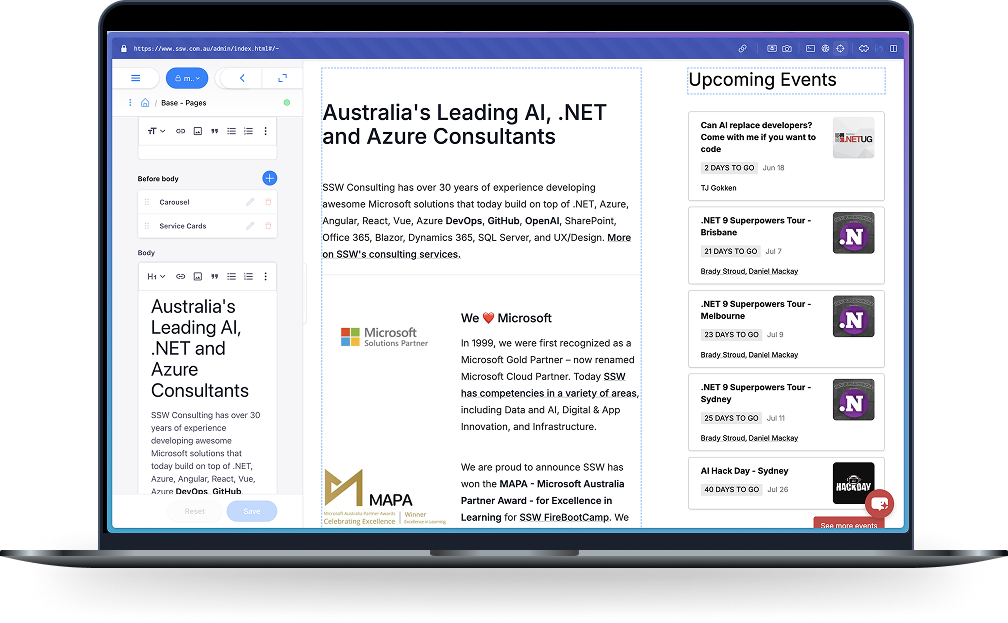 https://www.ssw.com.au/admin/index.html#/~
m..
/ Base - Pages
Before body
Carousel
Service Cards
Body
H1
Australia's
Leading AI,
.NET and
Azure
Consultants
SSW Consulting has over 30
years of experience
developing awesome
Microsoft solutions that
today build on top of .NET,
Azure, Angular, React, Vue,
Azure DevOps, GitHub,
Reset
Save
Australia's Leading AI, .NET
and Azure Consultants
SSW Consulting has over 30 years of experience developing
awesome Microsoft solutions that today build on top of .NET, Azure,
Angular, React, Vue, Azure DevOps, GitHub, OpenAI, SharePoint,
Office 365, Blazor, Dynamics 365, SQL Server, and UX/Design. More
on SSW's consulting services.
Microsoft
Solutions Partner
We ❤️ Microsoft
In 1999, we were first recognized as a
Microsoft Gold Partner – now renamed
Microsoft Cloud Partner. Today SSW
has competencies in a variety of areas,
including Data and AI, Digital & App
Innovation, and Infrastructure.
MAPA
Microsoft Australia Partner Awards
Celebrating Excellence
Winner
Excellence in Learning
We are proud to announce SSW has
won the MAPA - Microsoft Australia
Partner Award - for Excellence in
Learning for SSW FireBootCamp. We
Upcoming Events
Can AI replace developers?
Come with me if you want to
code
2 DAYS TO GO Jun 18
TJ Gokken
.NETUG
.NET 9 Superpowers Tour -
Brisbane
21 DAYS TO GO Jul 7
Brady Stroud, Daniel Mackay
.N
.NET 9 Superpowers Tour -
Melbourne
23 DAYS TO GO Jul 9
Brady Stroud, Daniel Mackay
.N
.NET 9 Superpowers Tour -
Sydney
25 DAYS TO GO Jul 11
Brady Stroud, Daniel Mackay
.N
AI Hack Day - Sydney
40 DAYS TO GO Jul 26
HACKDAY
See more events